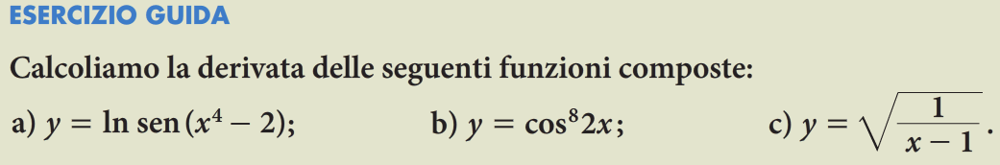 ESERCIZIO GUIDA
Calcoliamo la derivata delle seguenti funzioni composte:
a) y = ln sen (x⁴ − 2); b) y = cos⁸2x; c) y = √(1/(x − 1)).